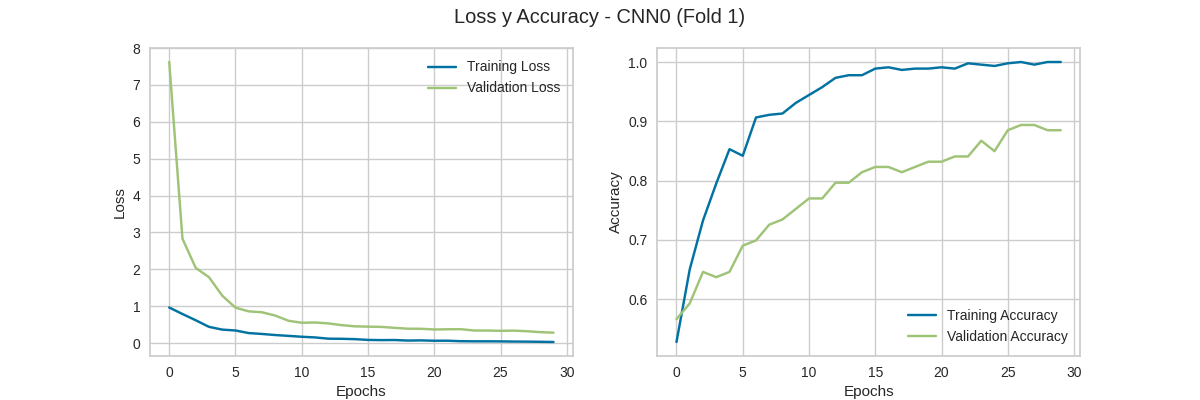 Loss y Accuracy - CNN0 (Fold 1)
8
7
6
5
4
3
2
1
0
Loss
0 5 10 15 20 25 30
Epochs
Training Loss
Validation Loss
1.0
0.9
0.8
0.7
0.6
Accuracy
0 5 10 15 20 25 30
Epochs
Training Accuracy
Validation Accuracy